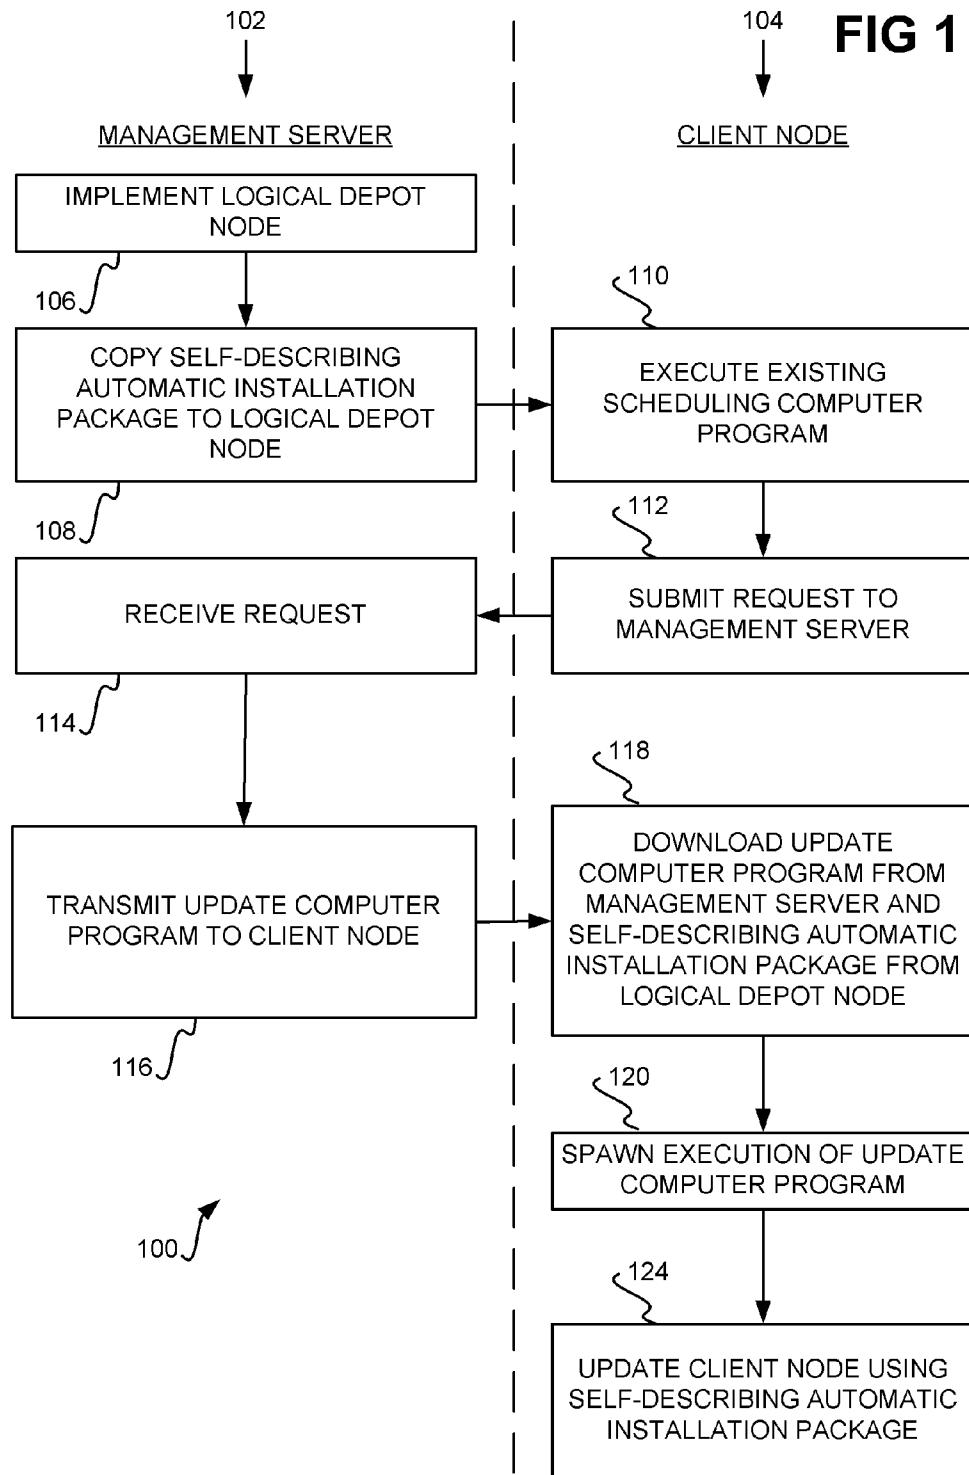 102
104
FIG 1
MANAGEMENT SERVER
CLIENT NODE
IMPLEMENT LOGICAL DEPOT
NODE
106
110
COPY SELF-DESCRIBING
AUTOMATIC INSTALLATION
PACKAGE TO LOGICAL DEPOT
NODE
EXECUTE EXISTING
SCHEDULING COMPUTER
PROGRAM
108
112
RECEIVE REQUEST
SUBMIT REQUEST TO
MANAGEMENT SERVER
114
118
TRANSMIT UPDATE COMPUTER
PROGRAM TO CLIENT NODE
DOWNLOAD UPDATE
COMPUTER PROGRAM FROM
MANAGEMENT SERVER AND
SELF-DESCRIBING AUTOMATIC
INSTALLATION PACKAGE FROM
LOGICAL DEPOT NODE
116
120
SPAWN EXECUTION OF UPDATE
COMPUTER PROGRAM
100
124
UPDATE CLIENT NODE USING
SELF-DESCRIBING AUTOMATIC
INSTALLATION PACKAGE